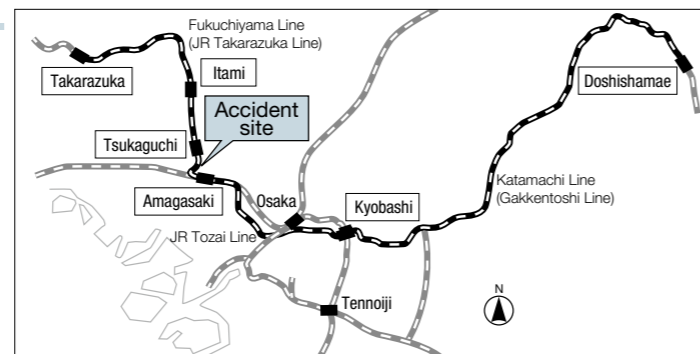 Fukuchiyama Line
(JR Takarazuka Line)
Takarazuka
Itami
Doshishamae
Accident
site
Tsukaguchi
Amagasaki
Osaka
Kyobashi
Katamachi Line
(Gakkentoshi Line)
JR Tozai Line
Tennoiji
N